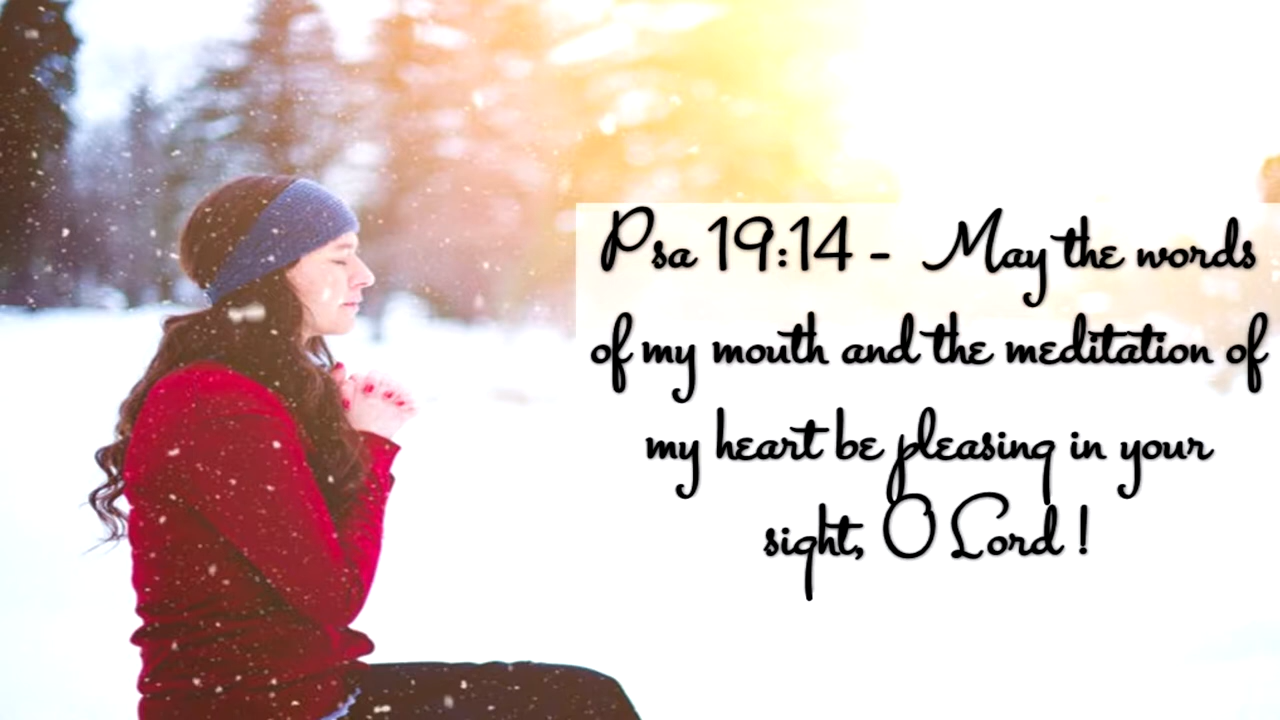 Psa 19:14 - May the words
of my mouth and the meditation of
my heart be pleasing in your
sight, O Lord !